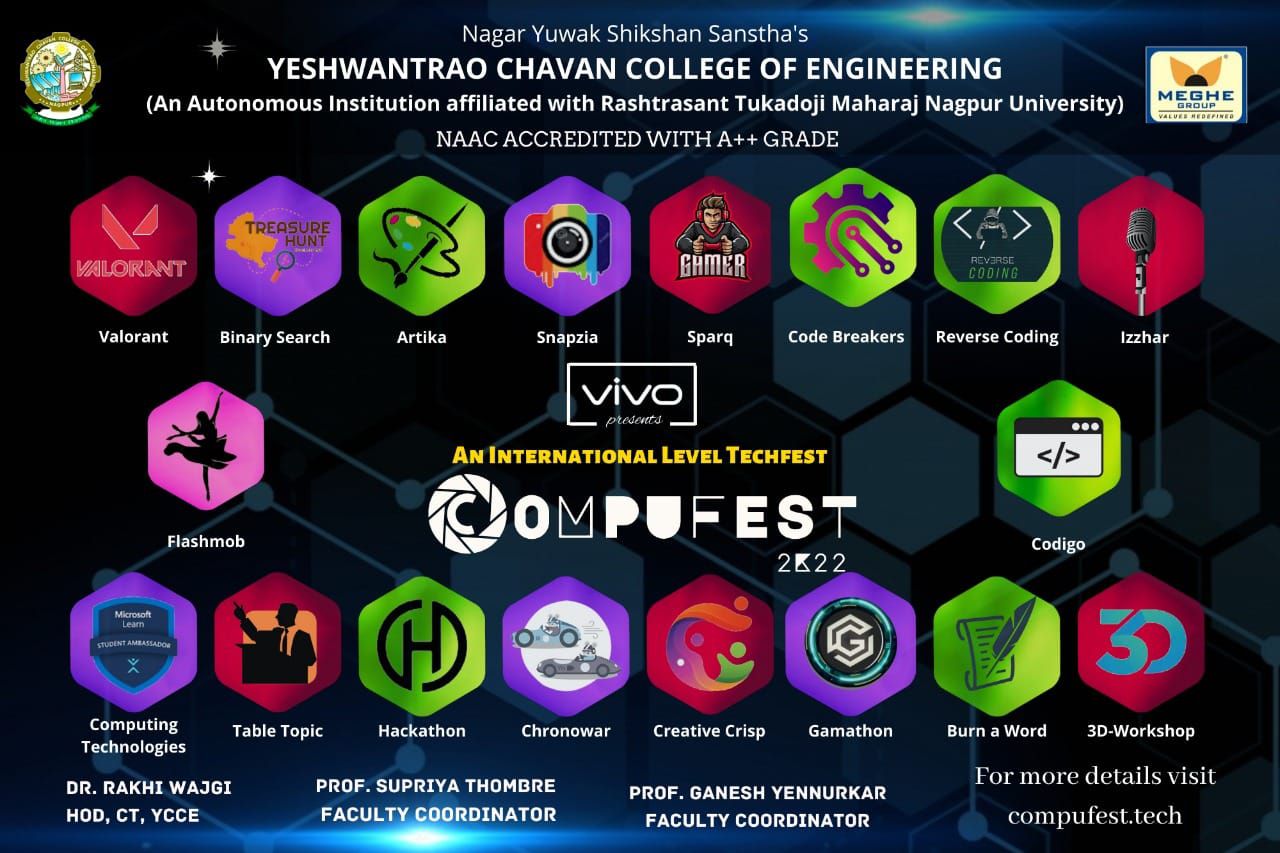 Nagar Yuwak Shikshan Sanstha's
YESHWANTRAO CHAVAN COLLEGE OF ENGINEERING
(An Autonomous Institution affiliated with Rashtrasant Tukadoji Maharaj Nagpur University)
NAAC ACCREDITED WITH A++ GRADE
MEGHE
GROUP
VALUES REDEFINED
VALORANT
TREASURE
HUNT
GAMER
REVERSE
CODING
Valorant
Binary Search
Artika
Snapzia
Sparq
Code Breakers
Reverse Coding
Izzhar
vivo
presents
AN INTERNATIONAL LEVEL TECHFEST
COMPUFEST
2K22
</>
Flashmob
Codigo
Microsoft
Learn
STUDENT AMBASSADOR
3D
Computing
Technologies
Table Topic
Hackathon
Chronowar
Creative Crisp
Gamathon
Burn a Word
3D-Workshop
DR. RAKHI WAJGI
HOD, CT, YCCE
PROF. SUPRIYA THOMBRE
FACULTY COORDINATOR
PROF. GANESH YENNURKAR
FACULTY COORDINATOR
For more details visit
compufest.tech